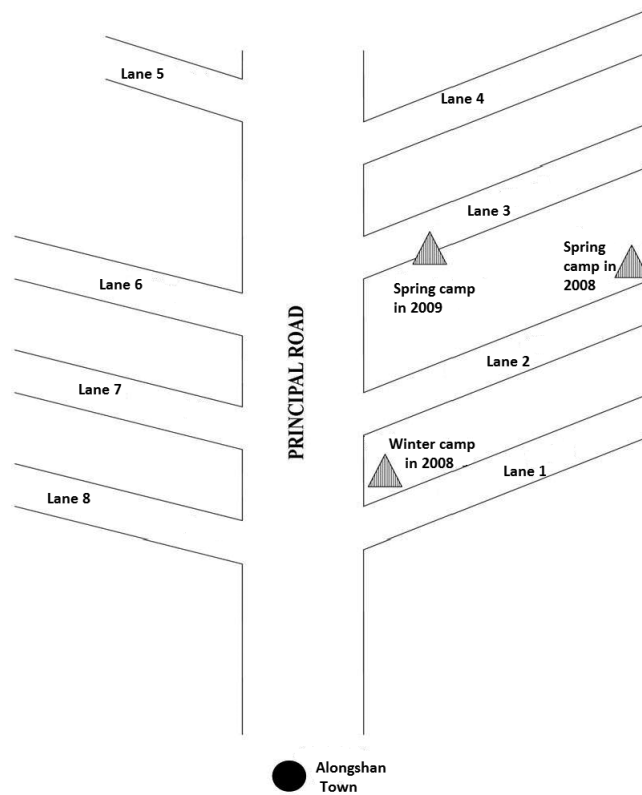 Lane 5
Lane 4
Lane 3
Spring
camp in
2008
Lane 6
Spring camp
in 2009
PRINCIPAL ROAD
Lane 2
Lane 7
Winter camp
in 2008
Lane 1
Lane 8
Alongshan
Town